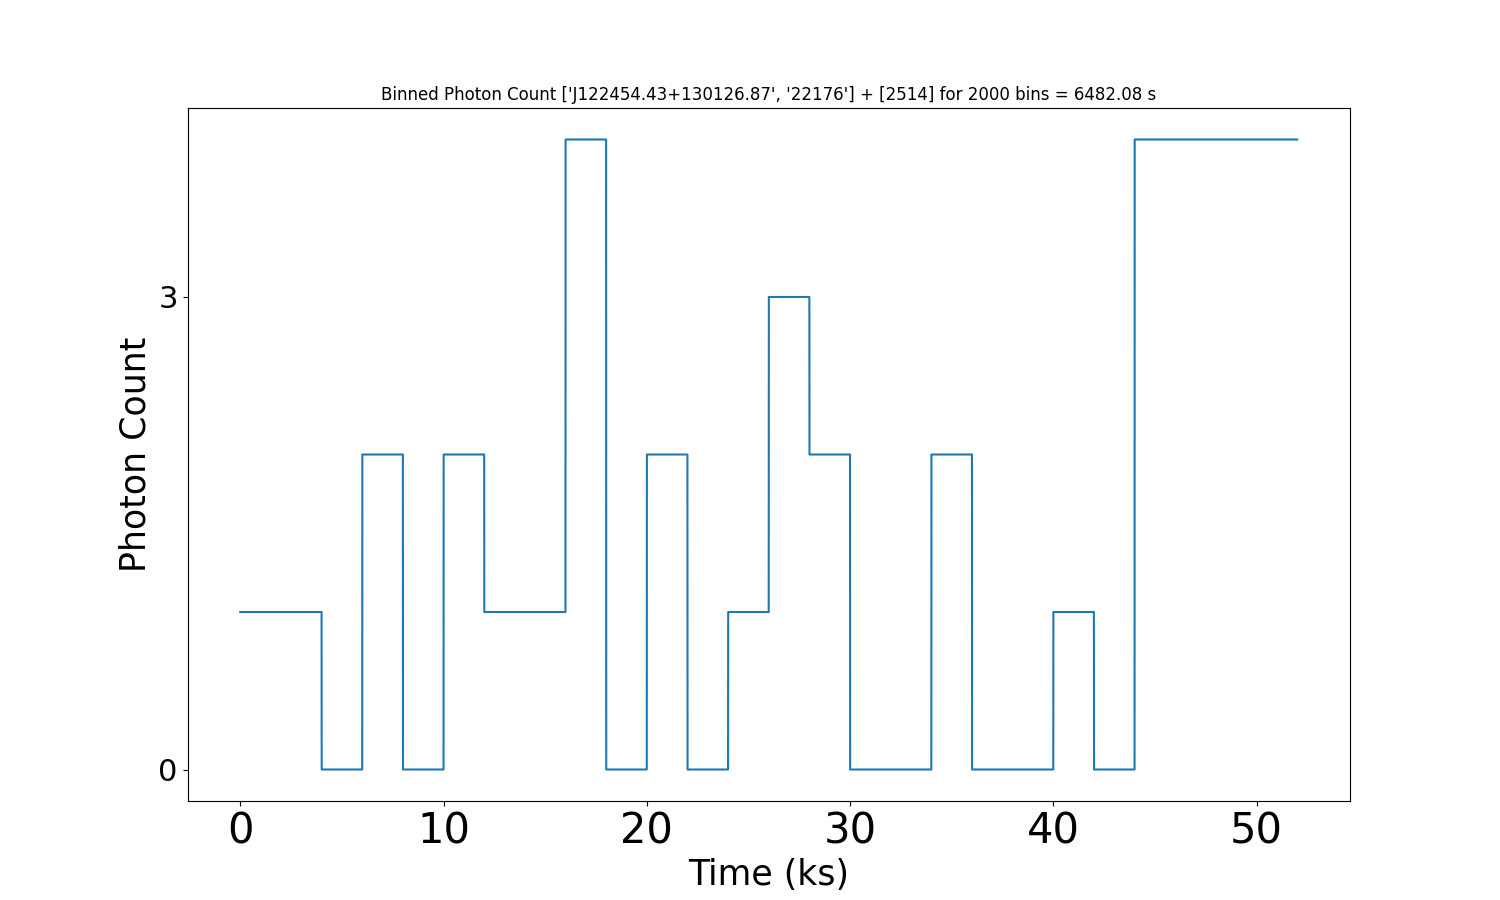 Binned Photon Count ['J122454.43+130126.87', '22176'] + [2514] for 2000 bins = 6482.08 s
Photon Count
3
0
0 10 20 30 40 50
Time (ks)